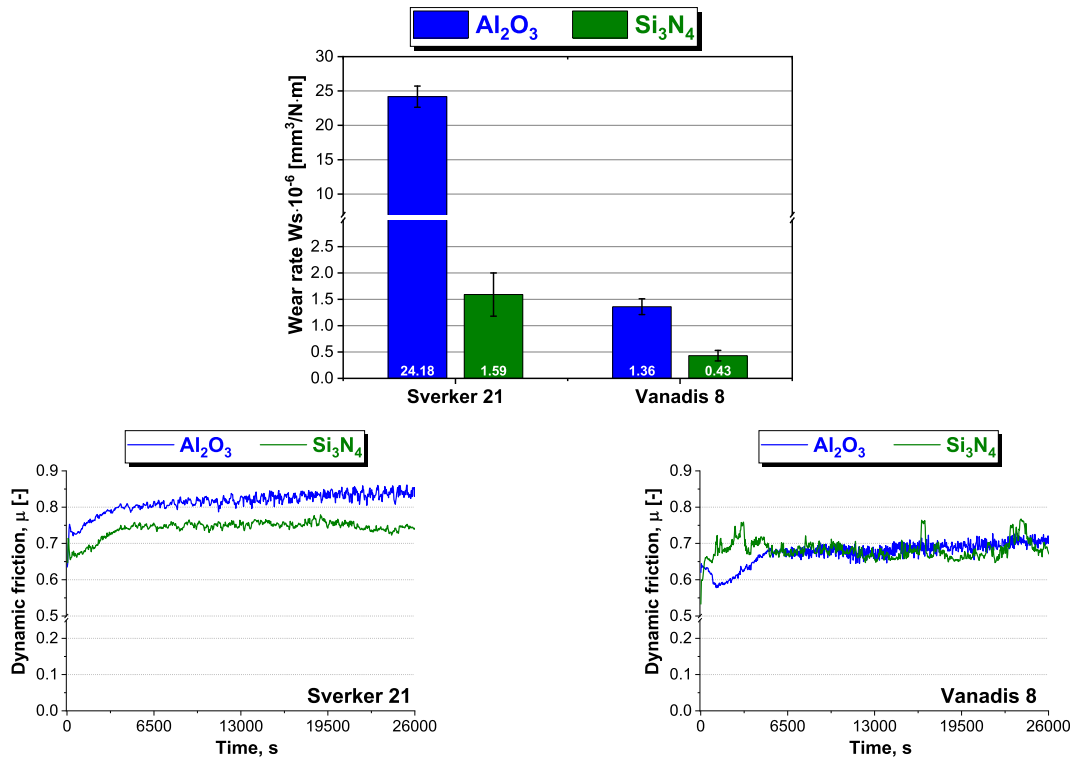 Al₂O₃ Si₃N₄
Wear rate Ws·10⁻⁶ [mm³/N·m]
30
25
20
15
10
2.5
2.0
1.5
1.0
0.5
0.0
24.18 1.59 1.36 0.43
Sverker 21 Vanadis 8
Al₂O₃ Si₃N₄
Dynamic friction, μ [-]
0.9
0.8
0.7
0.6
0.5
0.2
0.1
0.0
Sverker 21
0 6500 13000 19500 26000
Time, s
Al₂O₃ Si₃N₄
Dynamic friction, μ [-]
0.9
0.8
0.7
0.6
0.5
0.2
0.1
0.0
Vanadis 8
0 6500 13000 19500 26000
Time, s